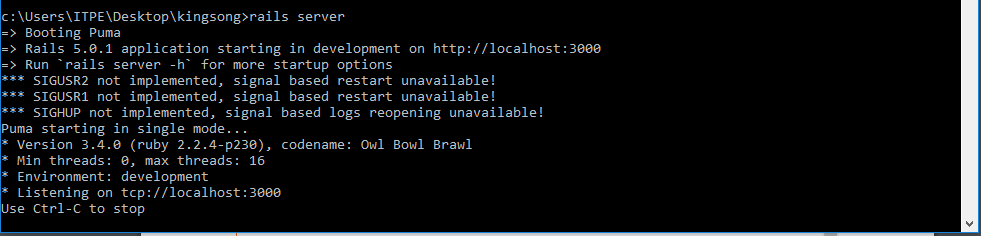 c:\Users\ITPE\Desktop\kingsong>rails server
=> Booting Puma
=> Rails 5.0.1 application starting in development on http://localhost:3000
=> Run `rails server -h` for more startup options
*** SIGUSR2 not implemented, signal based restart unavailable!
*** SIGUSR1 not implemented, signal based restart unavailable!
*** SIGHUP not implemented, signal based logs reopening unavailable!
Puma starting in single mode...
* Version 3.4.0 (ruby 2.2.4-p230), codename: Owl Bowl Brawl
* Min threads: 0, max threads: 16
* Environment: development
* Listening on tcp://localhost:3000
Use Ctrl-C to stop